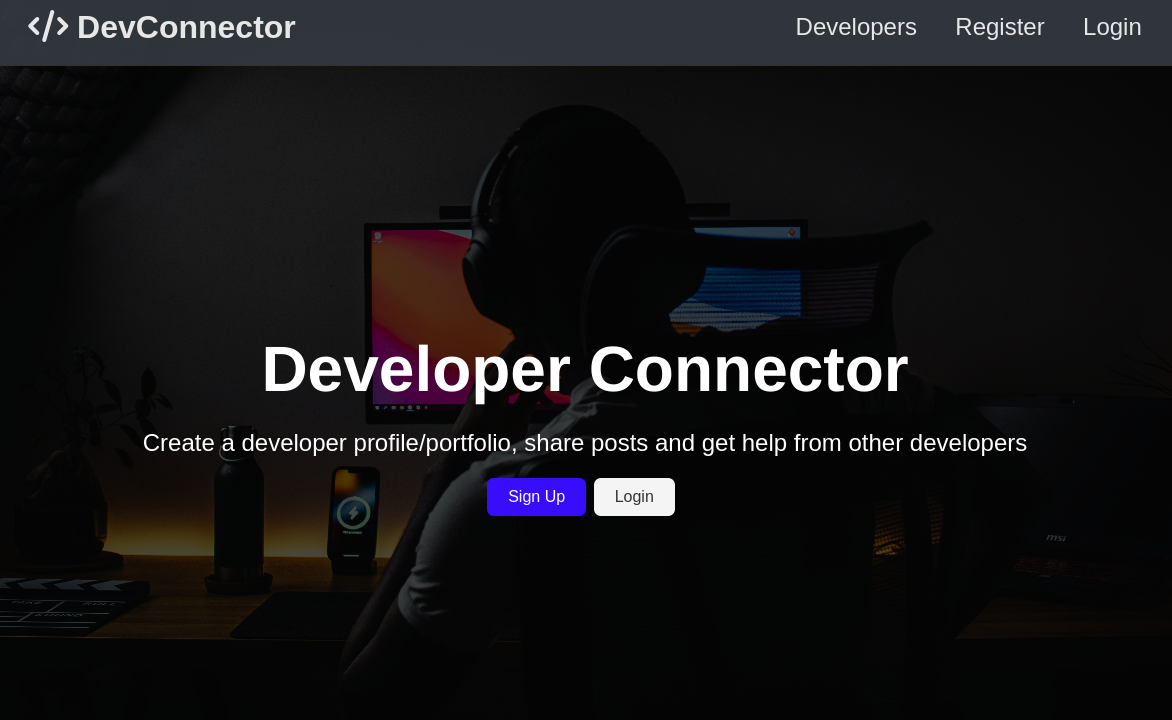 DevConnector
Developers Register Login
Developer Connector
Create a developer profile/portfolio, share posts and get help from other developers
Sign Up
Login
msi